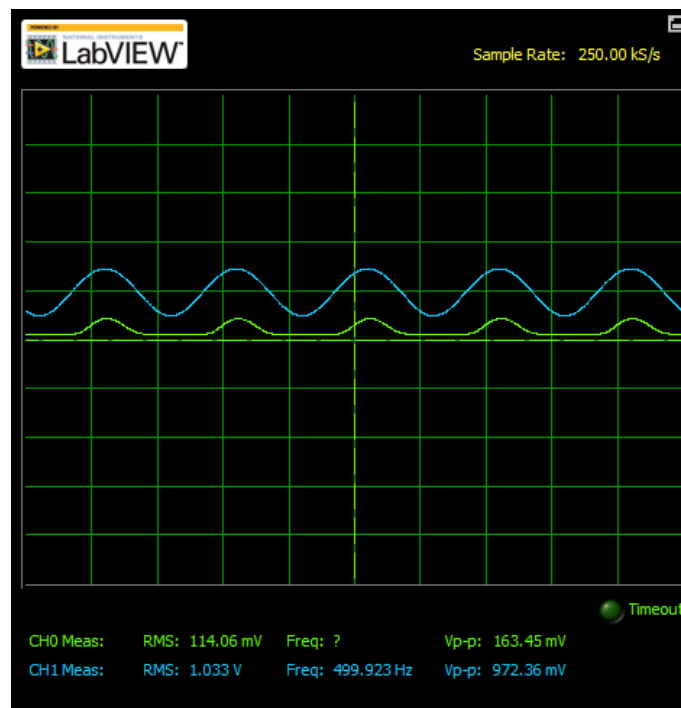 POWERED BY
NATIONAL INSTRUMENTS
LabVIEW™
Sample Rate: 250.00 kS/s
Timeout
CH0 Meas: RMS: 114.06 mV Freq: ? Vp-p: 163.45 mV
CH1 Meas: RMS: 1.033 V Freq: 499.923 Hz Vp-p: 972.36 mV